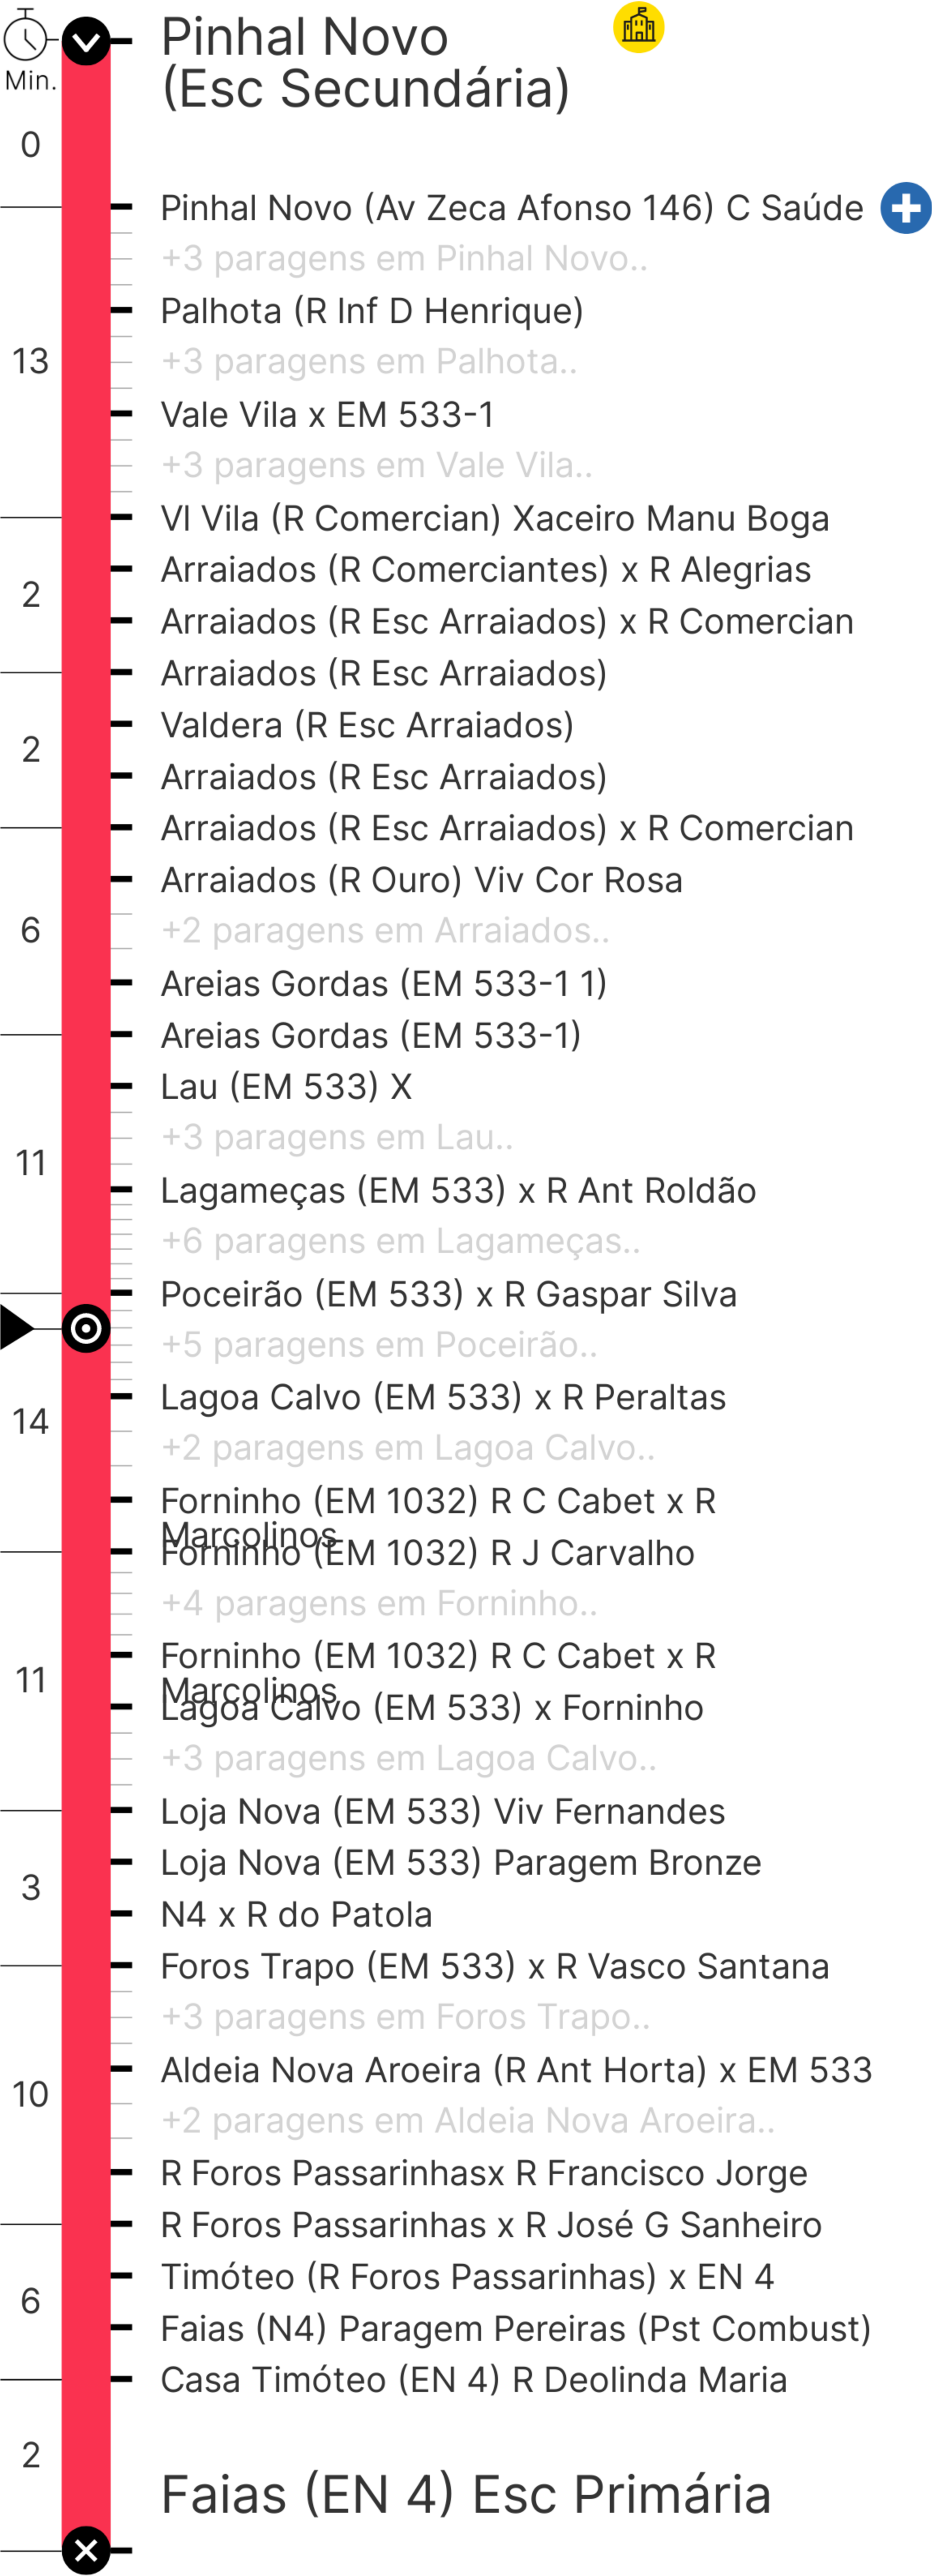 Pinhal Novo
(Esc Secundária)
Min.
0
Pinhal Novo (Av Zeca Afonso 146) C Saúde
+3 paragens em Pinhal Novo..
Palhota (R Inf D Henrique)
13
+3 paragens em Palhota..
Vale Vila x EM 533-1
+3 paragens em Vale Vila..
Vl Vila (R Comercian) Xaceiro Manu Boga
Arraiados (R Comerciantes) x R Alegrias
2
Arraiados (R Esc Arraiados) x R Comercian
Arraiados (R Esc Arraiados)
Valdera (R Esc Arraiados)
2
Arraiados (R Esc Arraiados)
Arraiados (R Esc Arraiados) x R Comercian
Arraiados (R Ouro) Viv Cor Rosa
6
+2 paragens em Arraiados..
Areias Gordas (EM 533-1 1)
Areias Gordas (EM 533-1)
Lau (EM 533) X
+3 paragens em Lau..
11
Lagameças (EM 533) x R Ant Roldão
+6 paragens em Lagameças..
Poceirão (EM 533) x R Gaspar Silva
+5 paragens em Poceirão..
Lagoa Calvo (EM 533) x R Peraltas
14
+2 paragens em Lagoa Calvo..
Forninho (EM 1032) R C Cabet x R
Marcolinos
Forninho (EM 1032) R J Carvalho
+4 paragens em Forninho..
Forninho (EM 1032) R C Cabet x R
Marcolinos
11
Lagoa Calvo (EM 533) x Forninho
+3 paragens em Lagoa Calvo..
Loja Nova (EM 533) Viv Fernandes
Loja Nova (EM 533) Paragem Bronze
3
N4 x R do Patola
Foros Trapo (EM 533) x R Vasco Santana
+3 paragens em Foros Trapo..
Aldeia Nova Aroeira (R Ant Horta) x EM 533
10
+2 paragens em Aldeia Nova Aroeira..
R Foros Passarinhasx R Francisco Jorge
R Foros Passarinhas x R José G Sanheiro
Timóteo (R Foros Passarinhas) x EN 4
6
Faias (N4) Paragem Pereiras (Pst Combust)
Casa Timóteo (EN 4) R Deolinda Maria
2
Faias (EN 4) Esc Primária